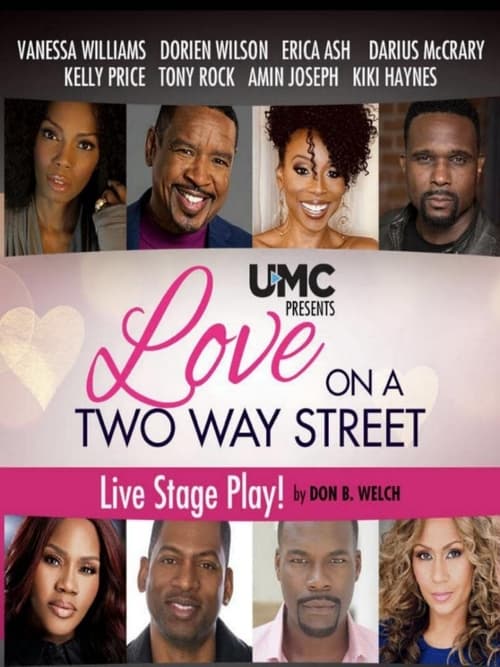 VANESSA WILLIAMS DORIEN WILSON ERICA ASH DARIUS McCRARY
KELLY PRICE TONY ROCK AMIN JOSEPH KIKI HAYNES
UMC
PRESENTS
Love
ON A
TWO WAY STREET
Live Stage Play! by DON B. WELCH